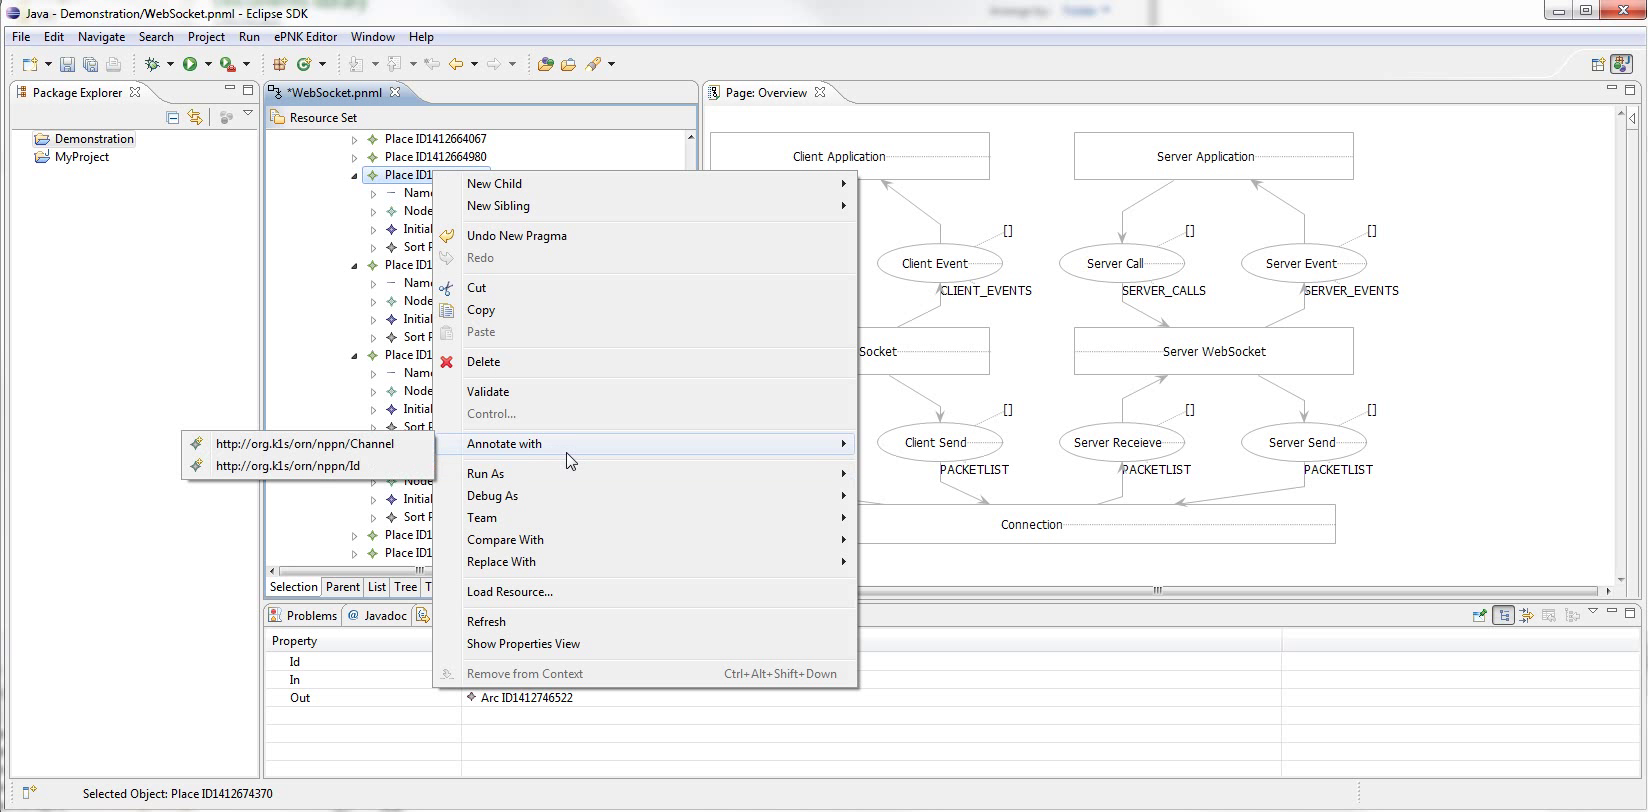 Java - Demonstration/WebSocket.pnml - Eclipse SDK
File Edit Navigate Search Project Run ePNK Editor Window Help
Package Explorer
Demonstration
MyProject
*WebSocket.pnml
Resource Set
Place ID1412664067
Place ID1412664980
Place ID1
Name
Node
Initial
Sort P
Place ID1
Name
Node
Initial
Sort P
Place ID1
Name
Node
Initial
Sort P
Node
Initial
Sort P
Place ID1
Place ID1
Selection Parent List Tree T
New Child
New Sibling
Undo New Pragma
Redo
Cut
Copy
Paste
Delete
Validate
Control...
Annotate with
Run As
Debug As
Team
Compare With
Replace With
Load Resource...
Refresh
Show Properties View
Remove from Context Ctrl+Alt+Shift+Down
http://org.k1s/orn/nppn/Channel
http://org.k1s/orn/nppn/Id
Page: Overview
Client Application
Server Application
[]
[]
[]
Client Event
Server Call
Server Event
CLIENT_EVENTS
SERVER_CALLS
SERVER_EVENTS
Socket
Server WebSocket
[]
[]
[]
Client Send
Server Receieve
Server Send
PACKETLIST
PACKETLIST
PACKETLIST
Connection
Problems @ Javadoc
Property
Id
In
Out Arc ID1412746522
Selected Object: Place ID1412674370